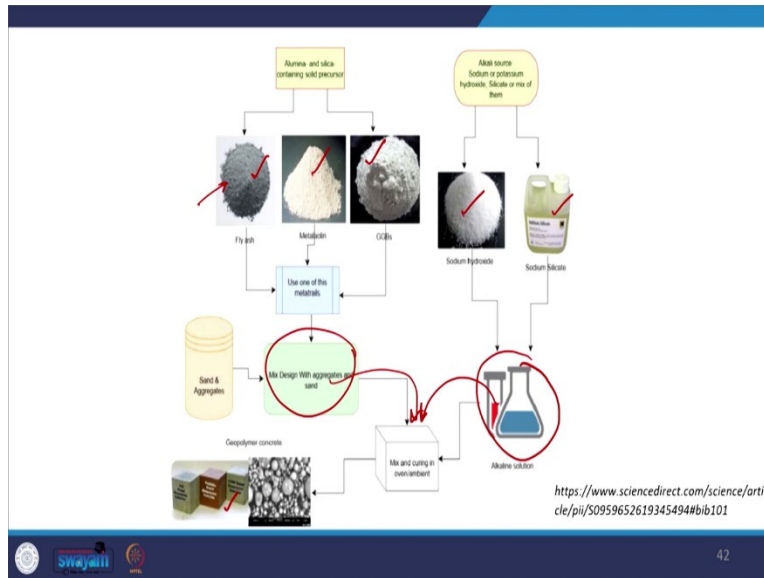 Alumina- and silica-
containing solid precursor
Alkali source
Sodium or potassium
hydroxide, Silicate or mix of
them
Fly ash
Metakaolin
GGBs
Sodium hydroxide
Sodium Silicate
Use one of this
metatrails
Sand &
Aggregates
Mix Design With aggregates and
sand
Mix and curing in
oven/ambient
Alkaline solution
Geopolymer concrete
https://www.sciencedirect.com/science/arti
cle/pii/S0959652619345494#bib101
swayam
42